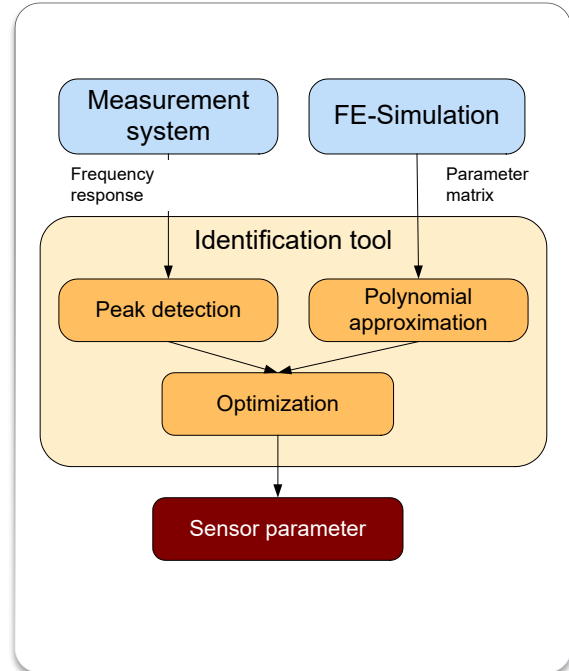 Measurement
system
FE-Simulation
Frequency
response
Parameter
matrix
Identification tool
Peak detection
Polynomial
approximation
Optimization
Sensor parameter